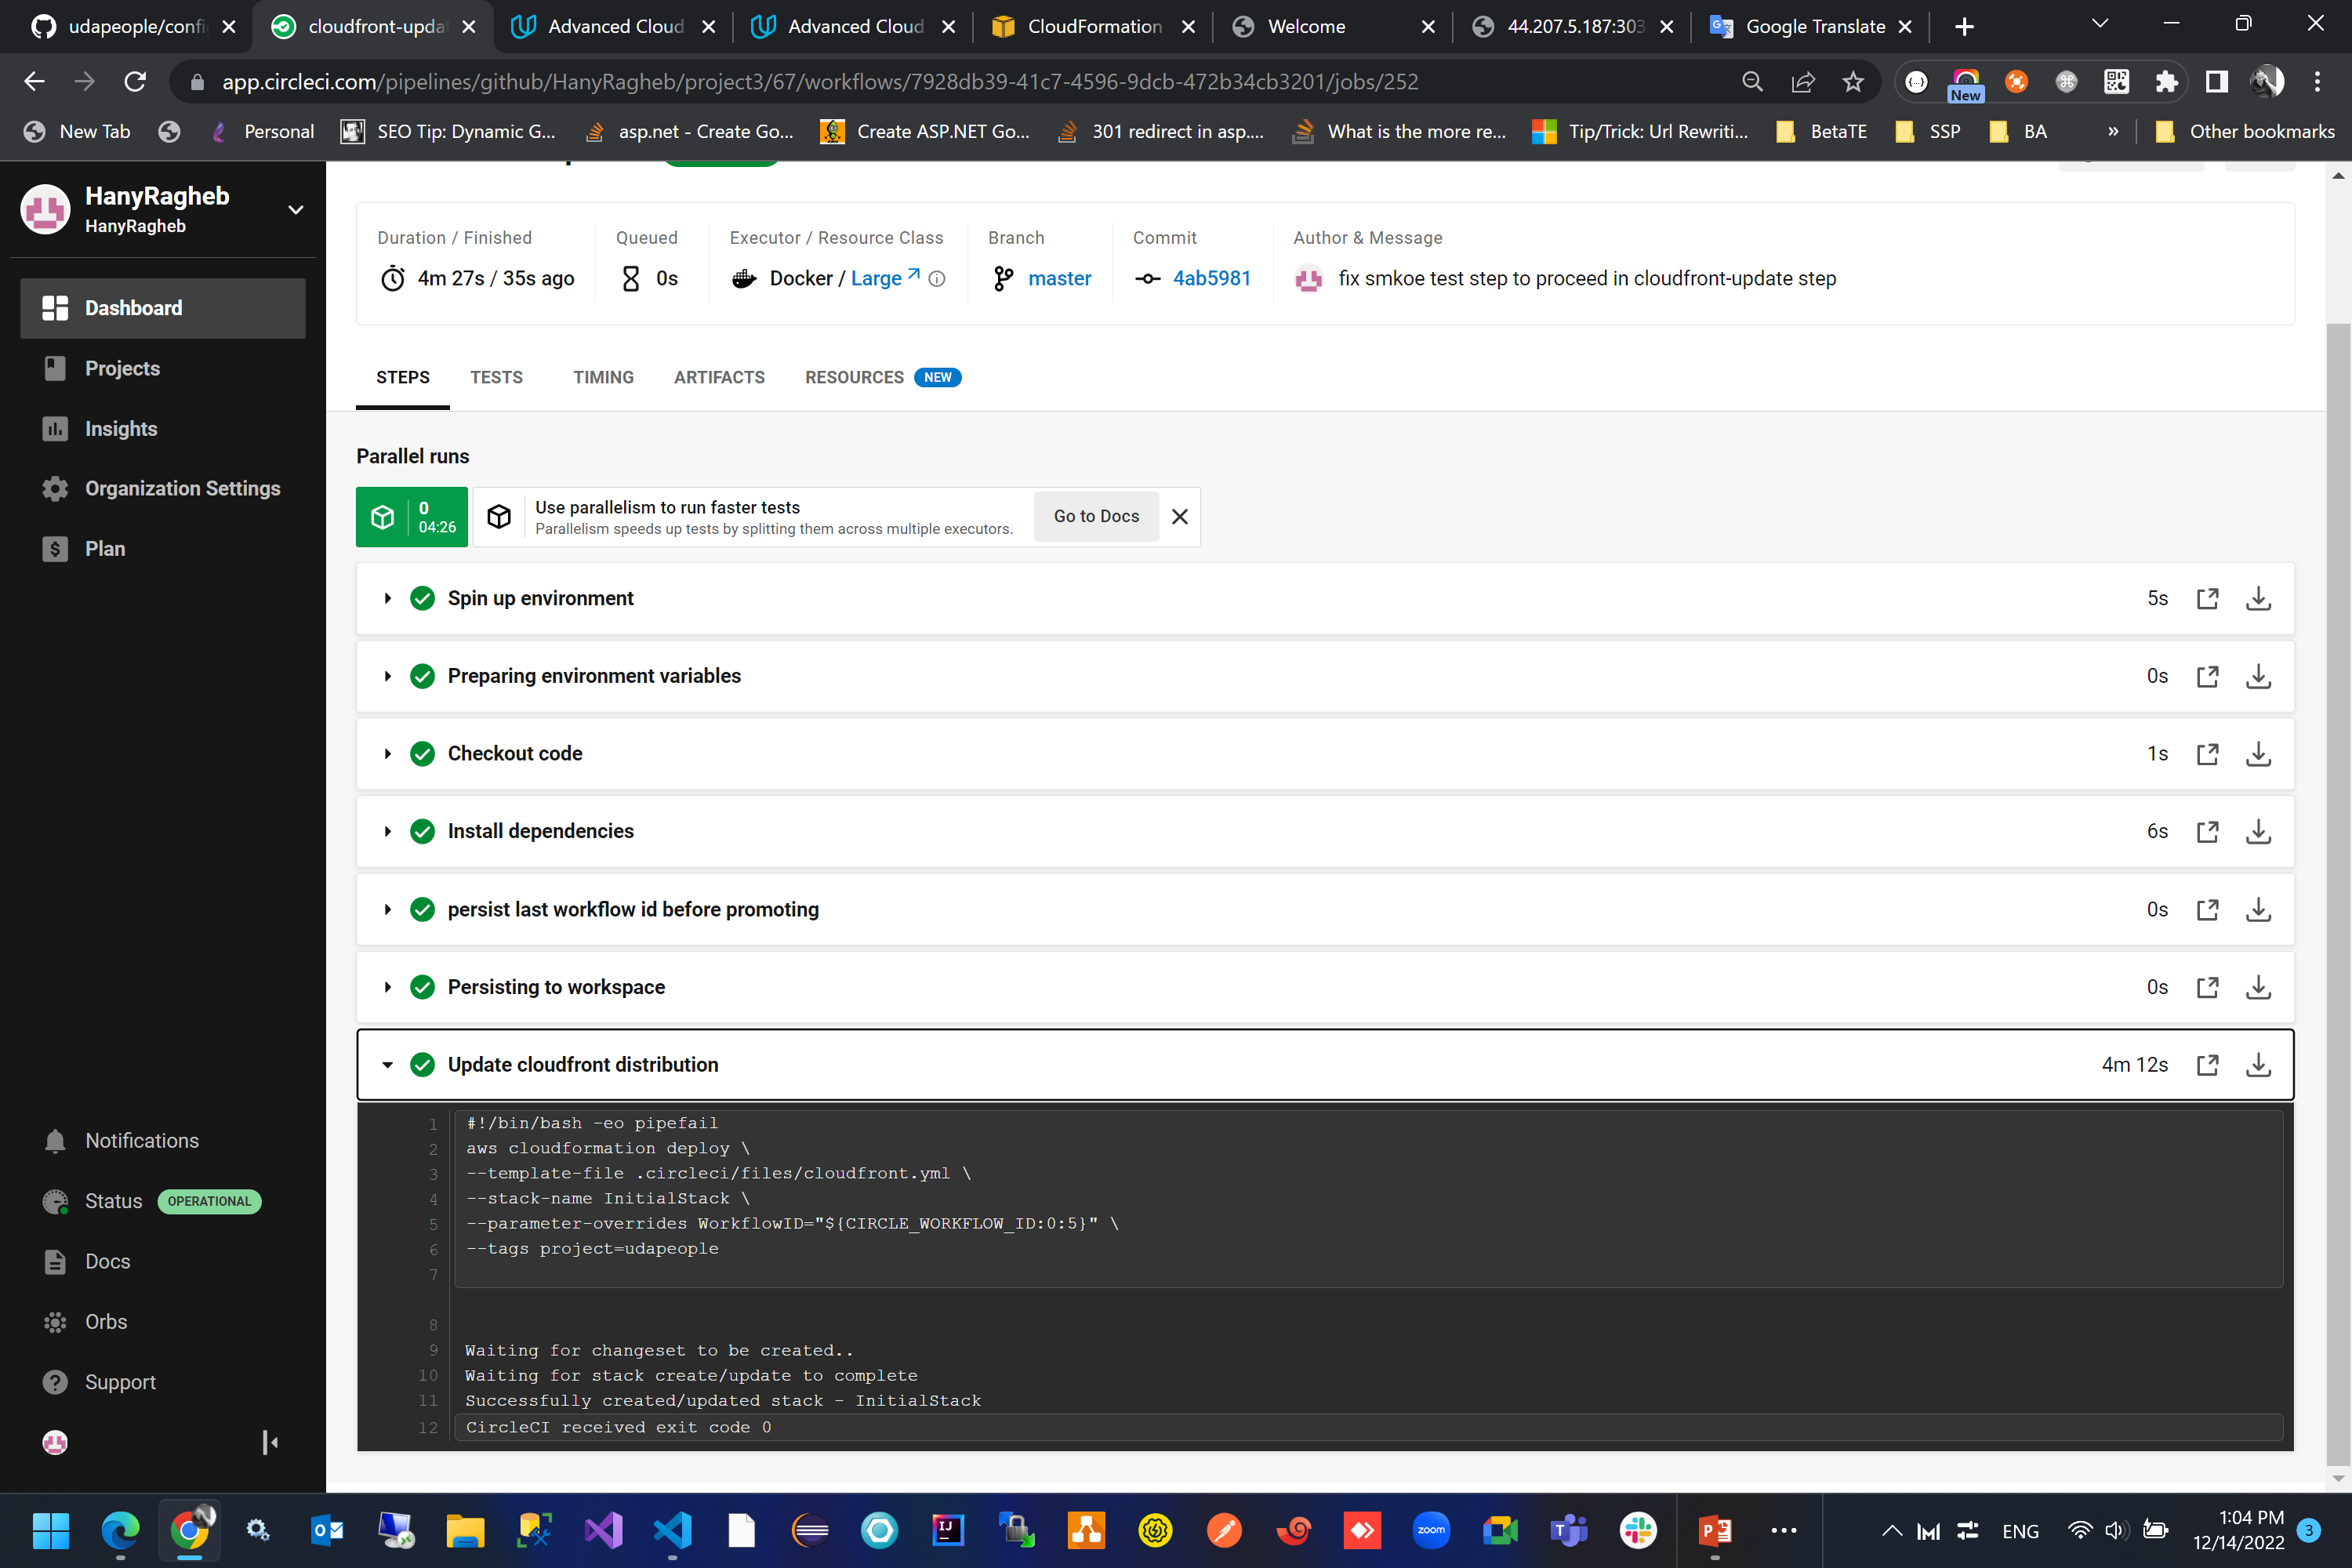 udapeople/confi
cloudfront-updat
Advanced Cloud
Advanced Cloud
CloudFormation
Welcome
44.207.5.187:303
Google Translate
app.circleci.com/pipelines/github/HanyRagheb/project3/67/workflows/7928db39-41c7-4596-9dcb-472b34cb3201/jobs/252
New
New Tab
Personal
SEO Tip: Dynamic G...
asp.net - Create Go...
Create ASP.NET Go...
301 redirect in asp....
What is the more re...
Tip/Trick: Url Rewriti...
BetaTE
SSP
BA
»
Other bookmarks
HanyRagheb
HanyRagheb
Dashboard
Projects
Insights
Organization Settings
Plan
Notifications
Status OPERATIONAL
Docs
Orbs
Support
Duration / Finished
4m 27s / 35s ago
Queued
0s
Executor / Resource Class
Docker / Large
Branch
master
Commit
4ab5981
Author & Message
fix smkoe test step to proceed in cloudfront-update step
STEPS
TESTS
TIMING
ARTIFACTS
RESOURCES NEW
Parallel runs
0
04:26
Use parallelism to run faster tests
Parallelism speeds up tests by splitting them across multiple executors.
Go to Docs
Spin up environment 5s
Preparing environment variables 0s
Checkout code 1s
Install dependencies 6s
persist last workflow id before promoting 0s
Persisting to workspace 0s
Update cloudfront distribution 4m 12s
1 #!/bin/bash -eo pipefail
2 aws cloudformation deploy \
3 --template-file .circleci/files/cloudfront.yml \
4 --stack-name InitialStack \
5 --parameter-overrides WorkflowID="${CIRCLE_WORKFLOW_ID:0:5}" \
6 --tags project=udapeople
7
8
9 Waiting for changeset to be created..
10 Waiting for stack create/update to complete
11 Successfully created/updated stack - InitialStack
12 CircleCI received exit code 0
zoom
ENG
1:04 PM
12/14/2022
3